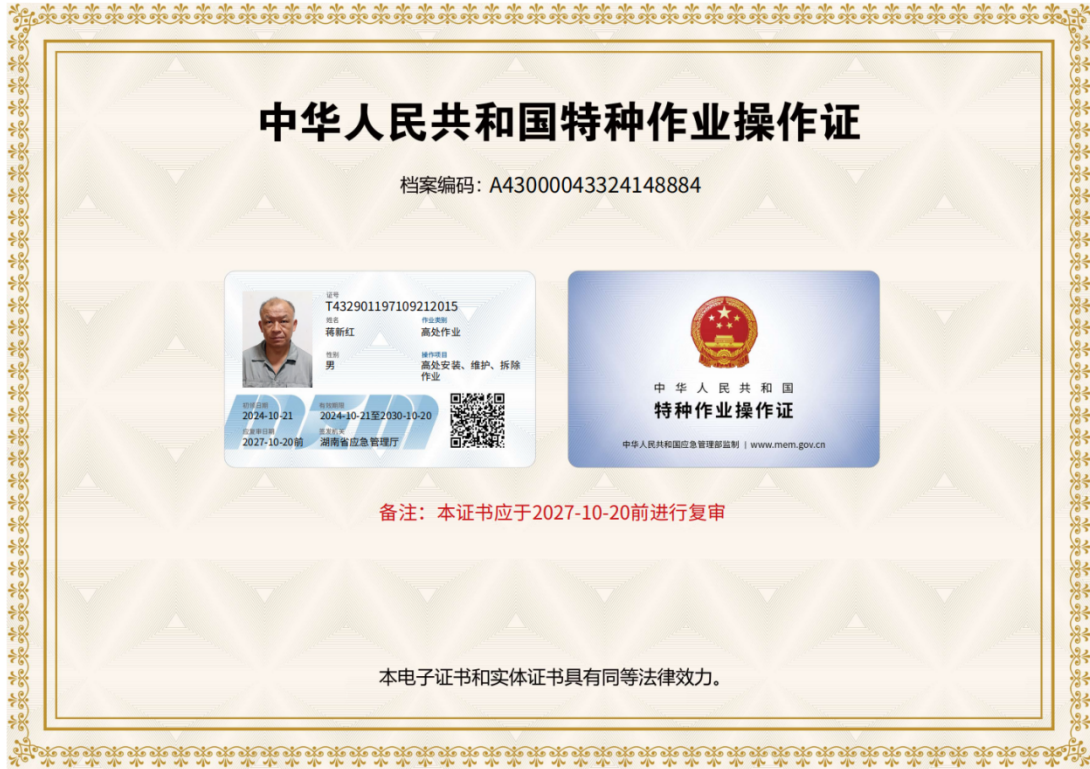 中华人民共和国特种作业操作证
档案编码：A43000043324148884
证号
T432901197109212015
姓名 作业类别
蒋新红 高处作业
性别 操作项目
男 高处安装、维护、拆除
作业
初领日期 有效期限
2024-10-21 2024-10-21至2030-10-20
应复审日期 签发机关
2027-10-20前 湖南省应急管理厅
中华人民共和国
特种作业操作证
中华人民共和国应急管理部监制 | www.mem.gov.cn
备注：本证书应于2027-10-20前进行复审
本电子证书和实体证书具有同等法律效力。